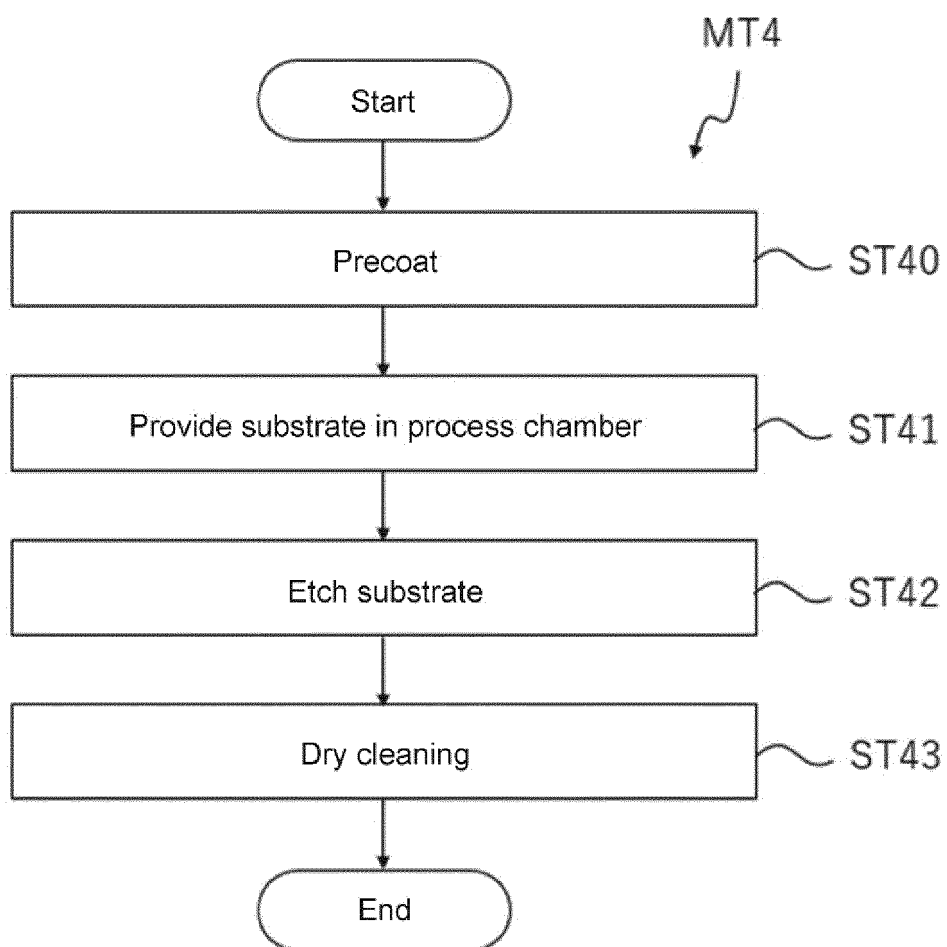 MT4
Start
Precoat
ST40
Provide substrate in process chamber
ST41
Etch substrate
ST42
Dry cleaning
ST43
End